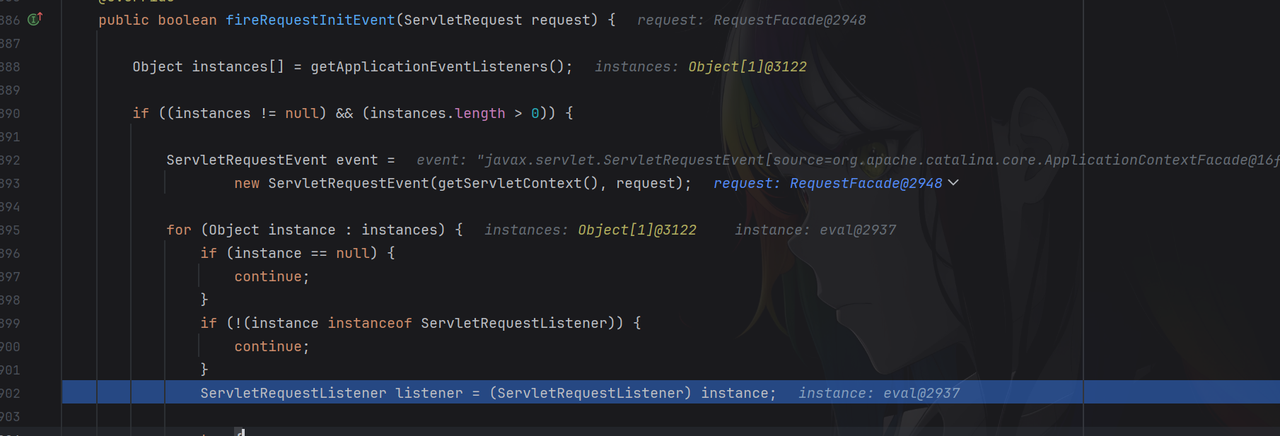 886 public boolean fireRequestInitEvent(ServletRequest request) { request: RequestFacade@2948
887
888 Object instances[] = getApplicationEventListeners(); instances: Object[1]@3122
889
890 if ((instances != null) && (instances.length > 0)) {
891
892 ServletRequestEvent event = event: "javax.servlet.ServletRequestEvent[source=org.apache.catalina.core.ApplicationContextFacade@16f
893 new ServletRequestEvent(getServletContext(), request); request: RequestFacade@2948
894
895 for (Object instance : instances) { instances: Object[1]@3122 instance: eval@2937
896 if (instance == null) {
897 continue;
898 }
899 if (!(instance instanceof ServletRequestListener)) {
900 continue;
901 }
902 ServletRequestListener listener = (ServletRequestListener) instance; instance: eval@2937
903